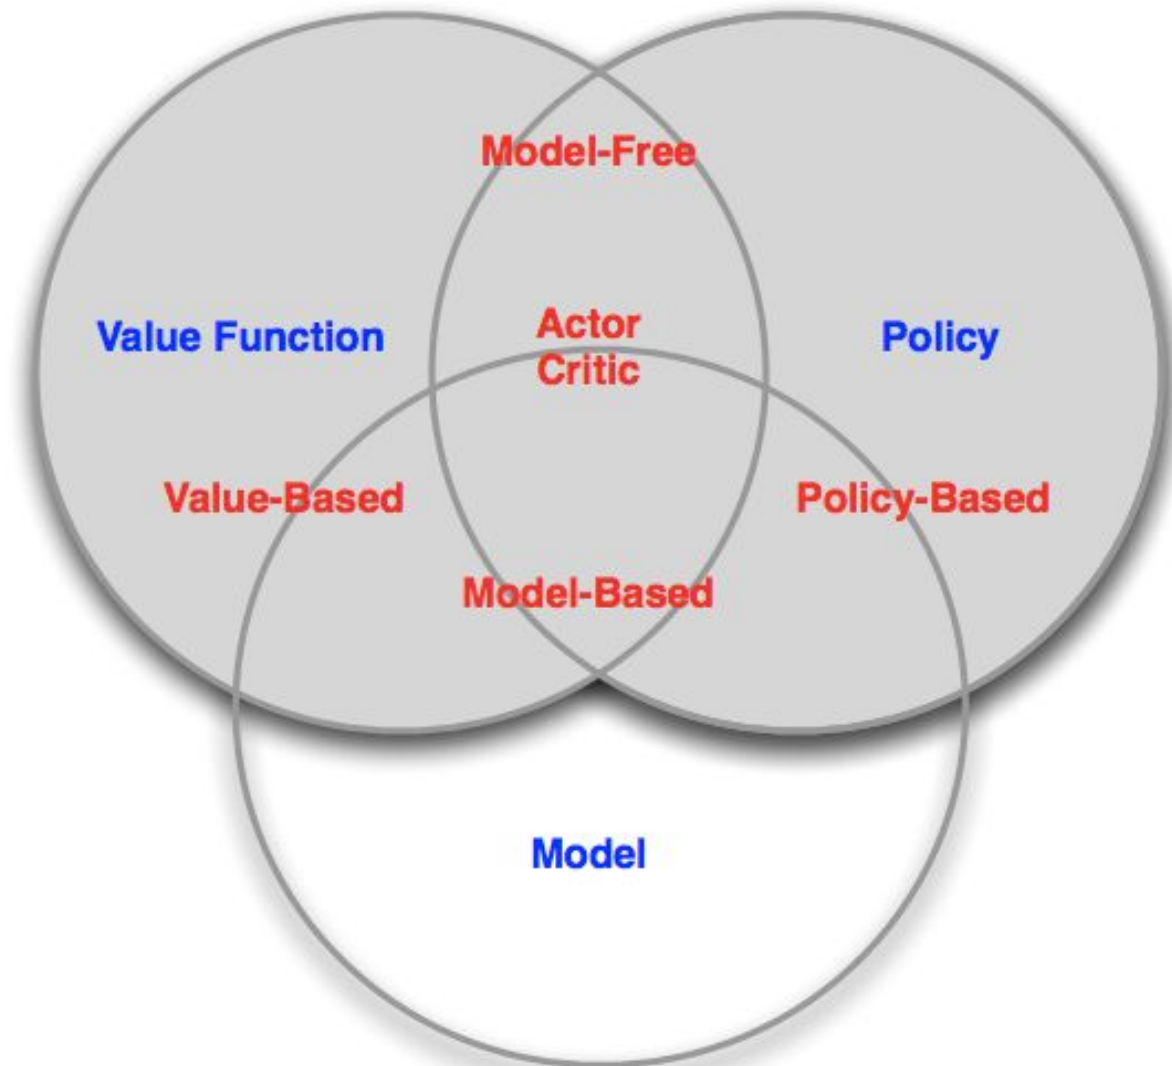 Model-Free
Value Function
Actor
Critic
Policy
Value-Based
Policy-Based
Model-Based
Model